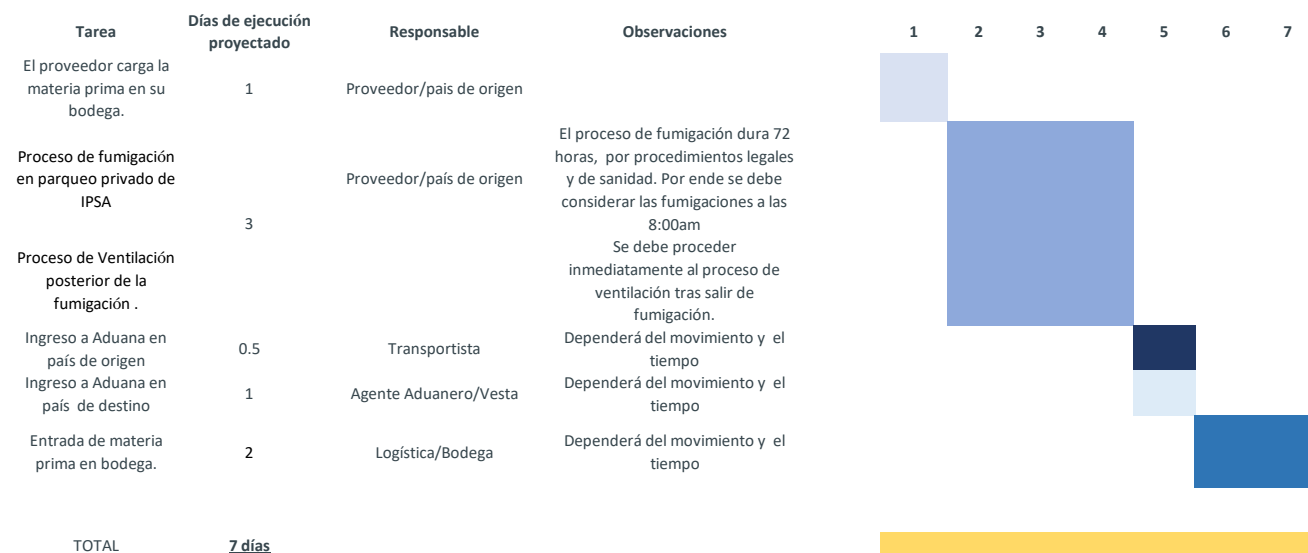 Tarea
Días de ejecución
proyectado
Responsable
Observaciones
1 2 3 4 5 6 7
El proveedor carga la
materia prima en su
bodega.
1
Proveedor/pais de origen
Proceso de fumigación
en parqueo privado de
IPSA
3
Proveedor/país de origen
El proceso de fumigación dura 72
horas, por procedimientos legales
y de sanidad. Por ende se debe
considerar las fumigaciones a las
8:00am
Proceso de Ventilación
posterior de la
fumigación .
Se debe proceder
inmediatamente al proceso de
ventilación tras salir de
fumigación.
Ingreso a Aduana en
país de origen
0.5
Transportista
Dependerá del movimiento y el
tiempo
Ingreso a Aduana en
país de destino
1
Agente Aduanero/Vesta
Dependerá del movimiento y el
tiempo
Entrada de materia
prima en bodega.
2
Logística/Bodega
Dependerá del movimiento y el
tiempo
TOTAL
7 días